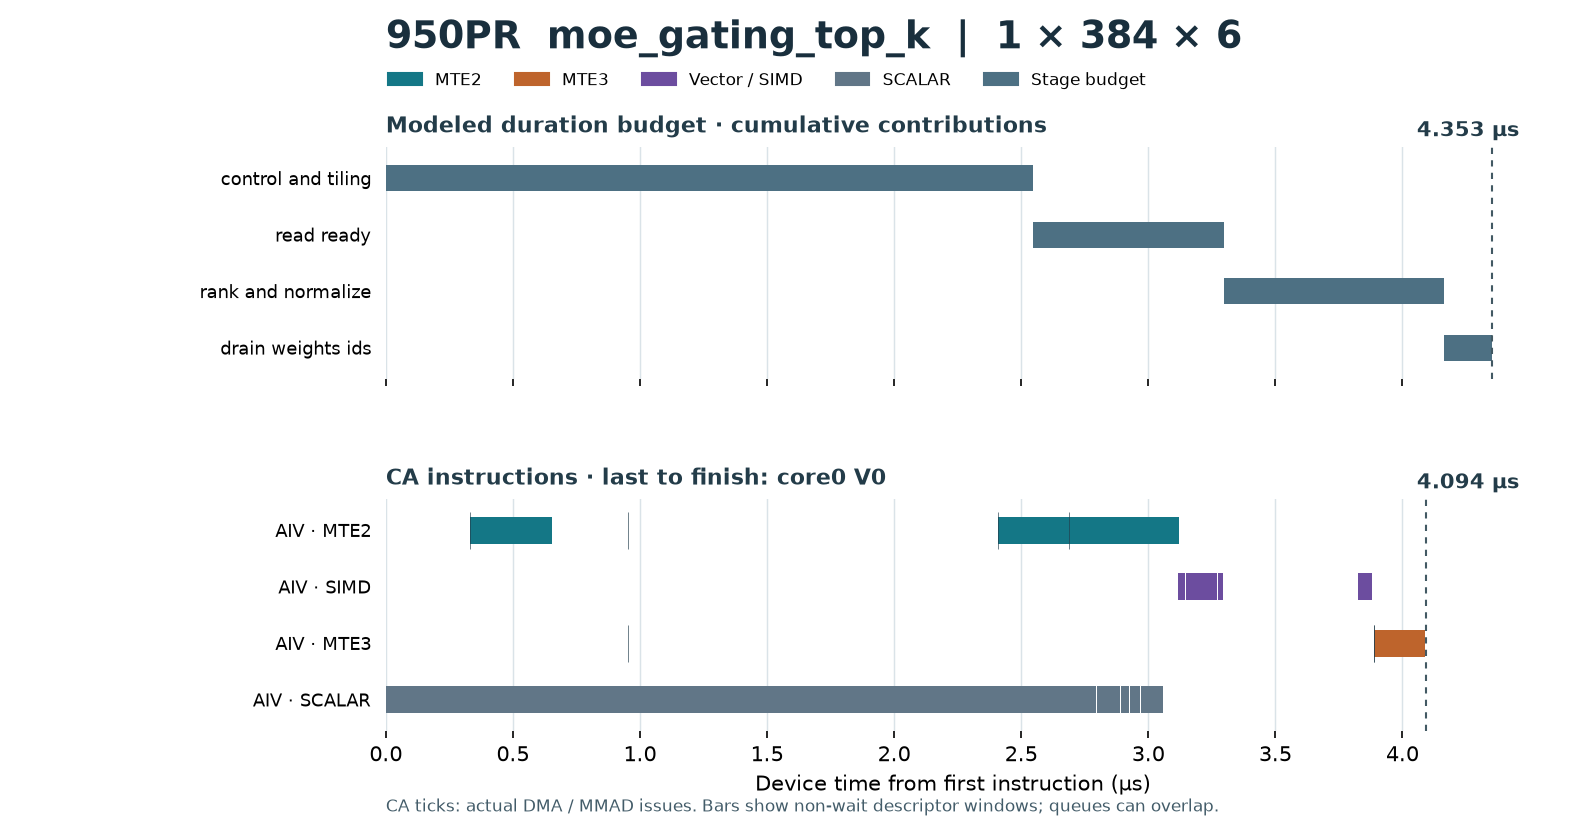 950PR  moe_gating_top_k  |  1 × 384 × 6
MTE2 MTE3 Vector / SIMD SCALAR Stage budget
Modeled duration budget · cumulative contributions
4.353 µs
control and tiling
read ready
rank and normalize
drain weights ids
CA instructions · last to finish: core0 V0
4.094 µs
AIV · MTE2
AIV · SIMD
AIV · MTE3
AIV · SCALAR
0.0 0.5 1.0 1.5 2.0 2.5 3.0 3.5 4.0
Device time from first instruction (µs)
CA ticks: actual DMA / MMAD issues. Bars show non-wait descriptor windows; queues can overlap.